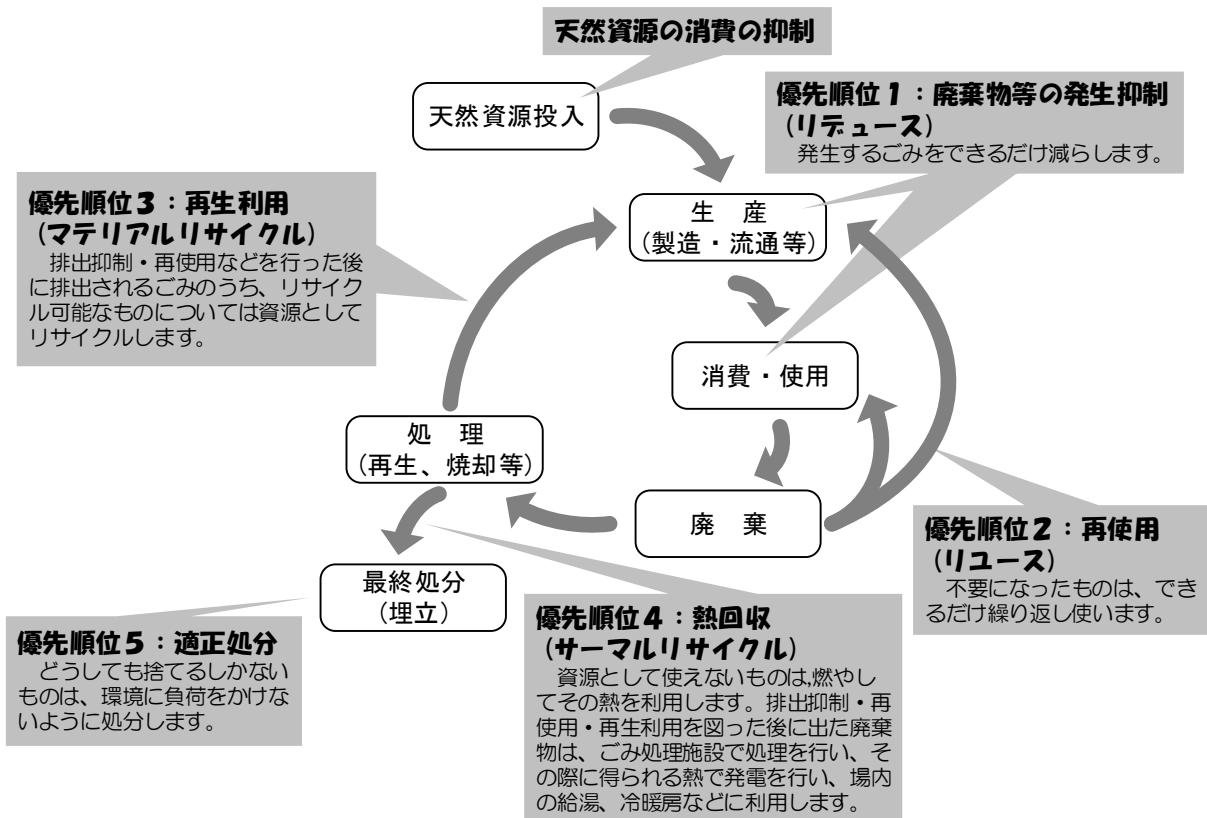 天然資源の消費の抑制
天然資源投入
優先順位1：廃棄物等の発生抑制
(リデュース)
発生するごみをできるだけ減らします。
優先順位3：再生利用
(マテリアルリサイクル)
排出抑制・再使用などを行った後
に排出されるごみのうち、リサイク
ル可能なものについては資源として
リサイクルします。
生　産
(製造・流通等)
消費・使用
処　理
(再生、焼却等)
廃　棄
優先順位2：再使用
(リユース)
不要になったものは、でき
るだけ繰り返し使います。
最終処分
(埋立)
優先順位5：適正処分
どうしても捨てるしかない
ものは、環境に負荷をかけな
いように処分します。
優先順位4：熱回収
(サーマルリサイクル)
資源として使えないものは,燃やし
てその熱を利用します。排出抑制・再
使用・再生利用を図った後に出た廃棄
物は、ごみ処理施設で処理を行い、そ
の際に得られる熱で発電を行い、場内
の給湯、冷暖房などに利用します。